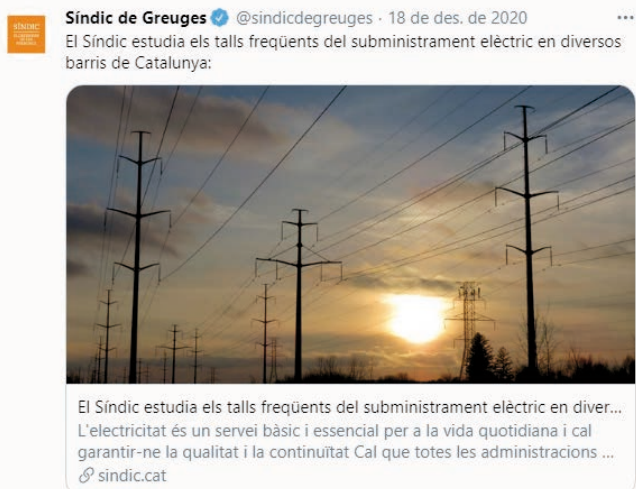 Síndic de Greuges @sindicdegreuges · 18 de des. de 2020
El Síndic estudia els talls freqüents del subministrament elèctric en diversos
barris de Catalunya:
El Síndic estudia els talls freqüents del subministrament elèctric en diver...
L'electricitat és un servei bàsic i essencial per a la vida quotidiana i cal
garantir-ne la qualitat i la continuïtat Cal que totes les administracions ...
sindic.cat